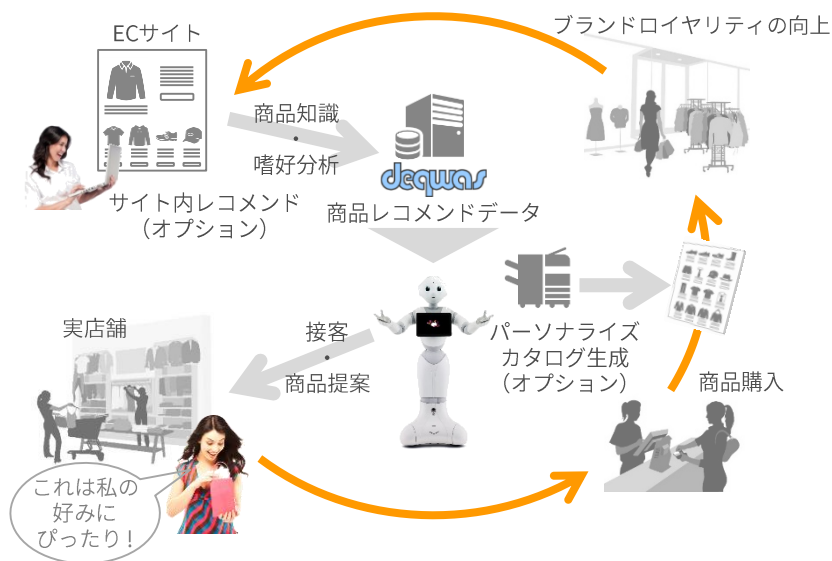 ECサイト
ブランドロイヤリティの向上
商品知識
・
嗜好分析
deqwas
サイト内レコメンド
（オプション）
商品レコメンドデータ
実店舗
接客
・
商品提案
パーソナライズ
カタログ生成
（オプション）
商品購入
これは私の
好みに
ぴったり！